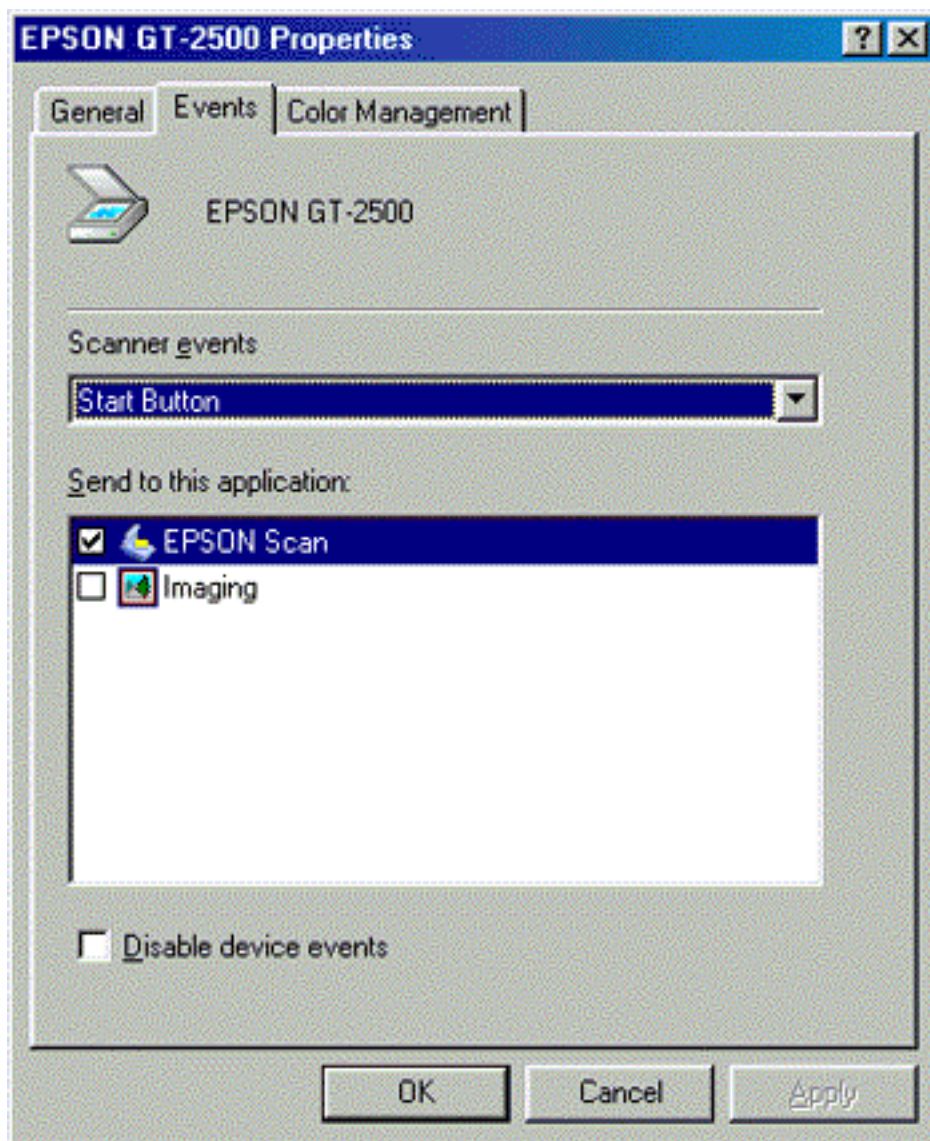 EPSON GT-2500 Properties
General Events Color Management
EPSON GT-2500
Scanner events
Start Button
Send to this application:
EPSON Scan
Imaging
Disable device events
OK Cancel Apply